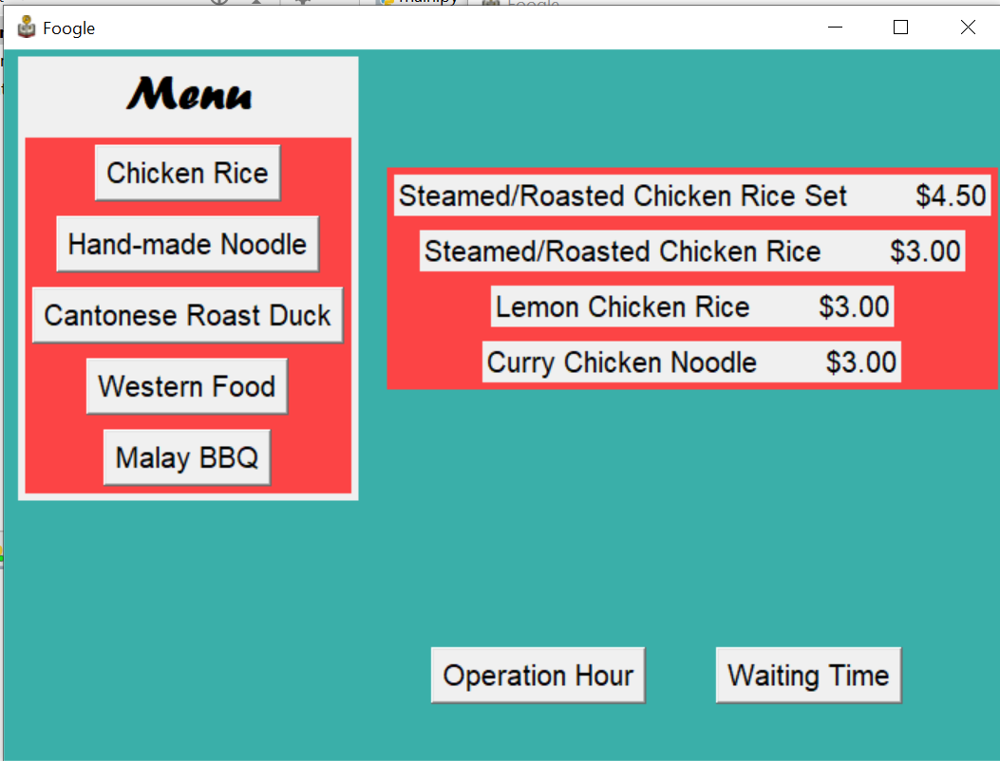 Foogle
Menu
Chicken Rice
Hand-made Noodle
Cantonese Roast Duck
Western Food
Malay BBQ
Steamed/Roasted Chicken Rice Set $4.50
Steamed/Roasted Chicken Rice $3.00
Lemon Chicken Rice $3.00
Curry Chicken Noodle $3.00
Operation Hour
Waiting Time